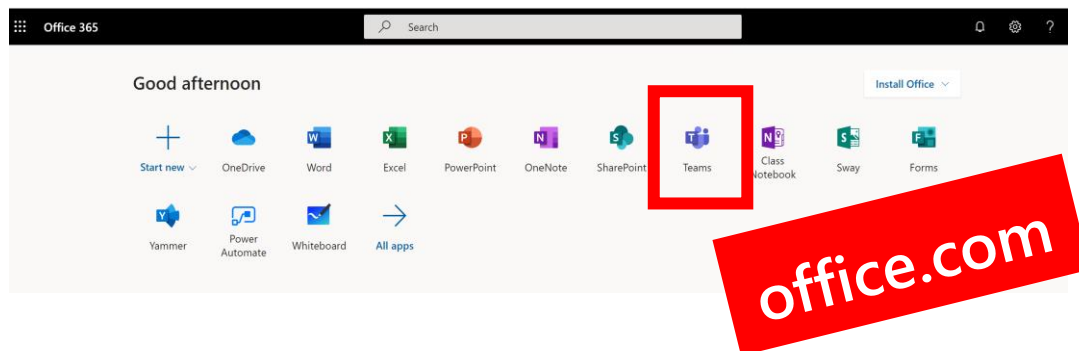 Office 365
Search
?
Good afternoon
Install Office
Start new
OneDrive
Word
Excel
PowerPoint
OneNote
SharePoint
Teams
Class
Notebook
Sway
Forms
Yammer
Power
Automate
Whiteboard
All apps
office.com